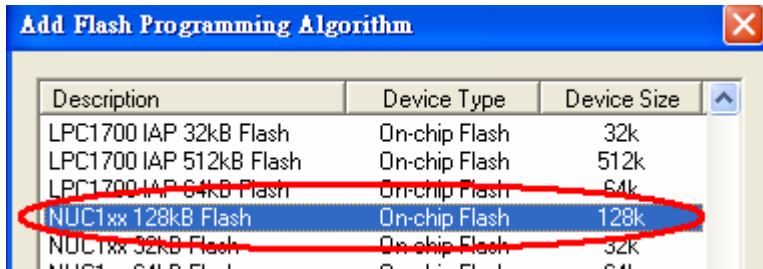 Add Flash Programming Algorithm
Description Device Type Device Size
LPC1700 IAP 32kB Flash On-chip Flash 32k
LPC1700 IAP 512kB Flash On-chip Flash 512k
LPC1700 IAP 64kB Flash On-chip Flash 64k
NUC1xx 128kB Flash On-chip Flash 128k
NUC1xx 32kB Flash On-chip Flash 32k